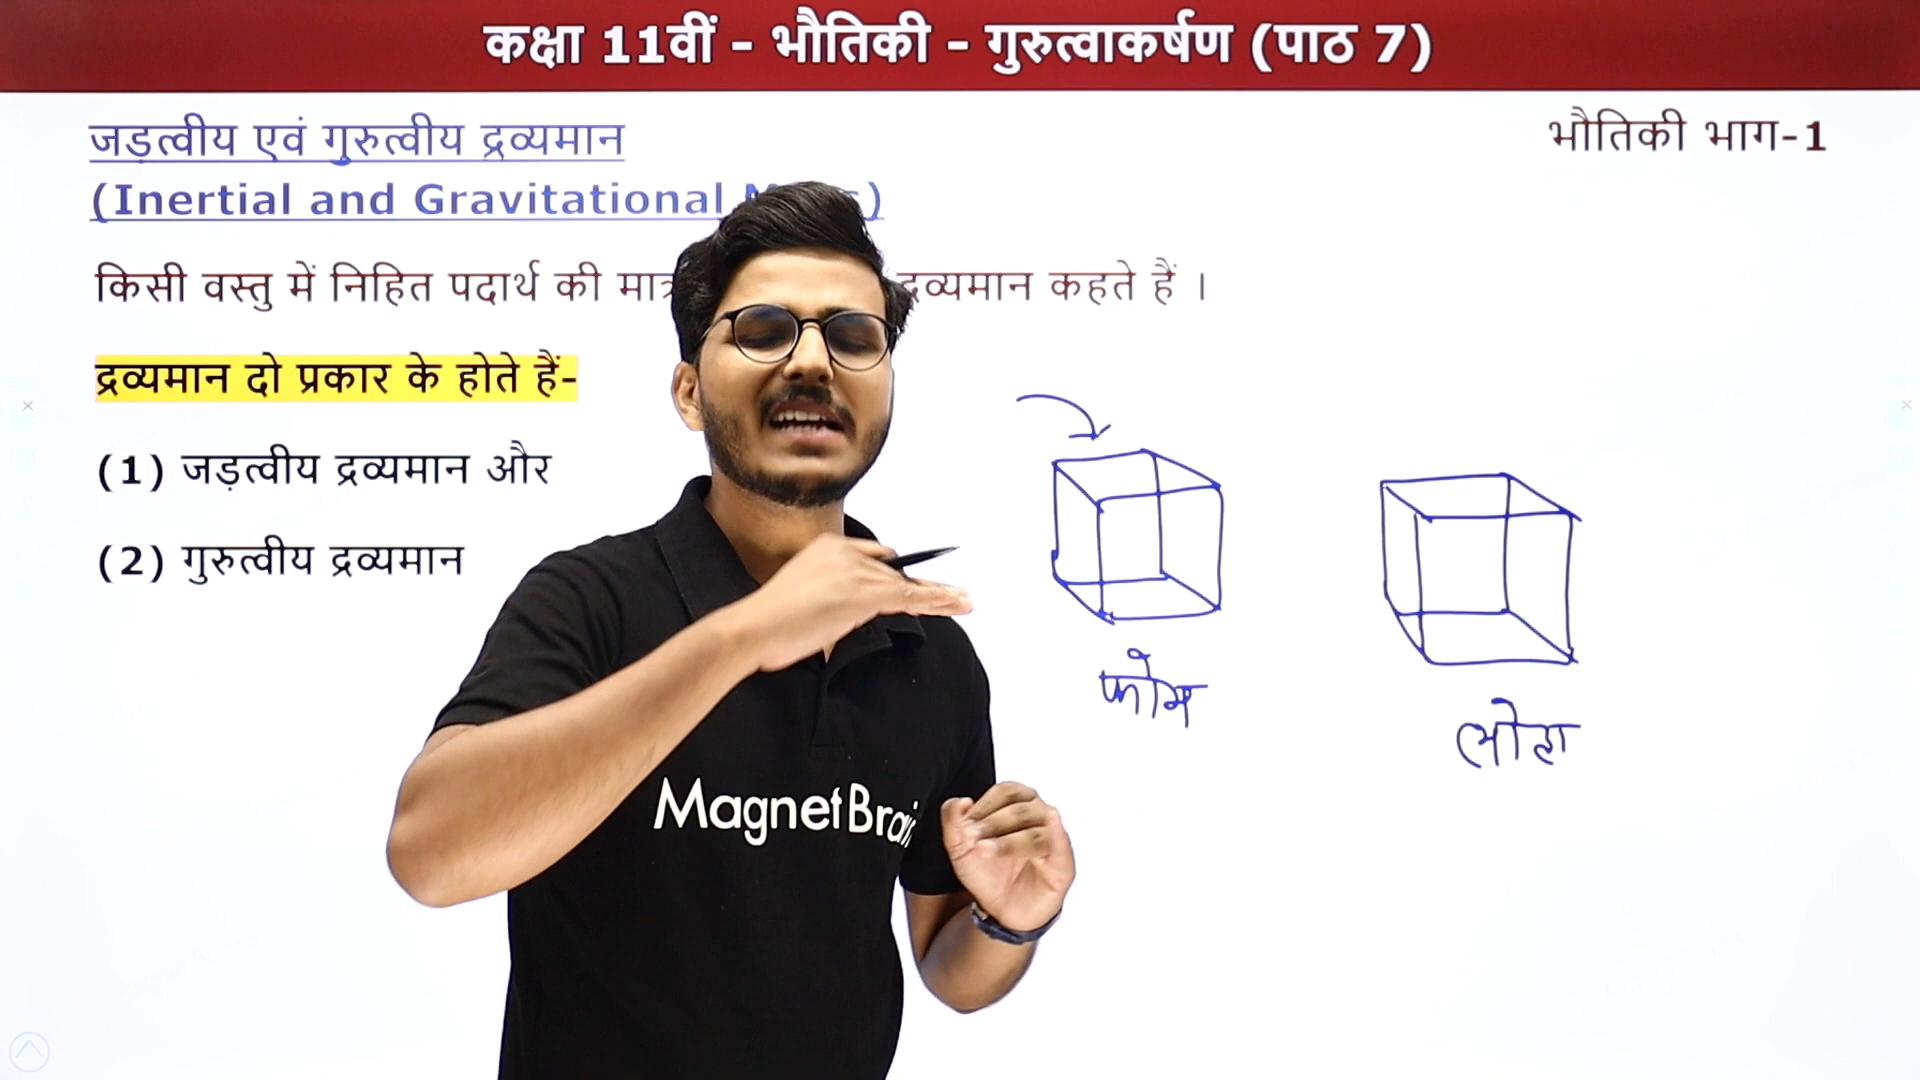 कक्षा 11वीं - भौतिकी - गुरुत्वाकर्षण (पाठ 7)
जड़त्वीय एवं गुरुत्वीय द्रव्यमान
भौतिकी भाग-1
(Inertial and Gravitational
किसी वस्तु में निहित पदार्थ की द्रव्यमान कहते हैं ।
द्रव्यमान दो प्रकार के होते हैं-
(1) जड़त्वीय द्रव्यमान और
(2) गुरुत्वीय द्रव्यमान
फोम
लोहा
MagnetBrai